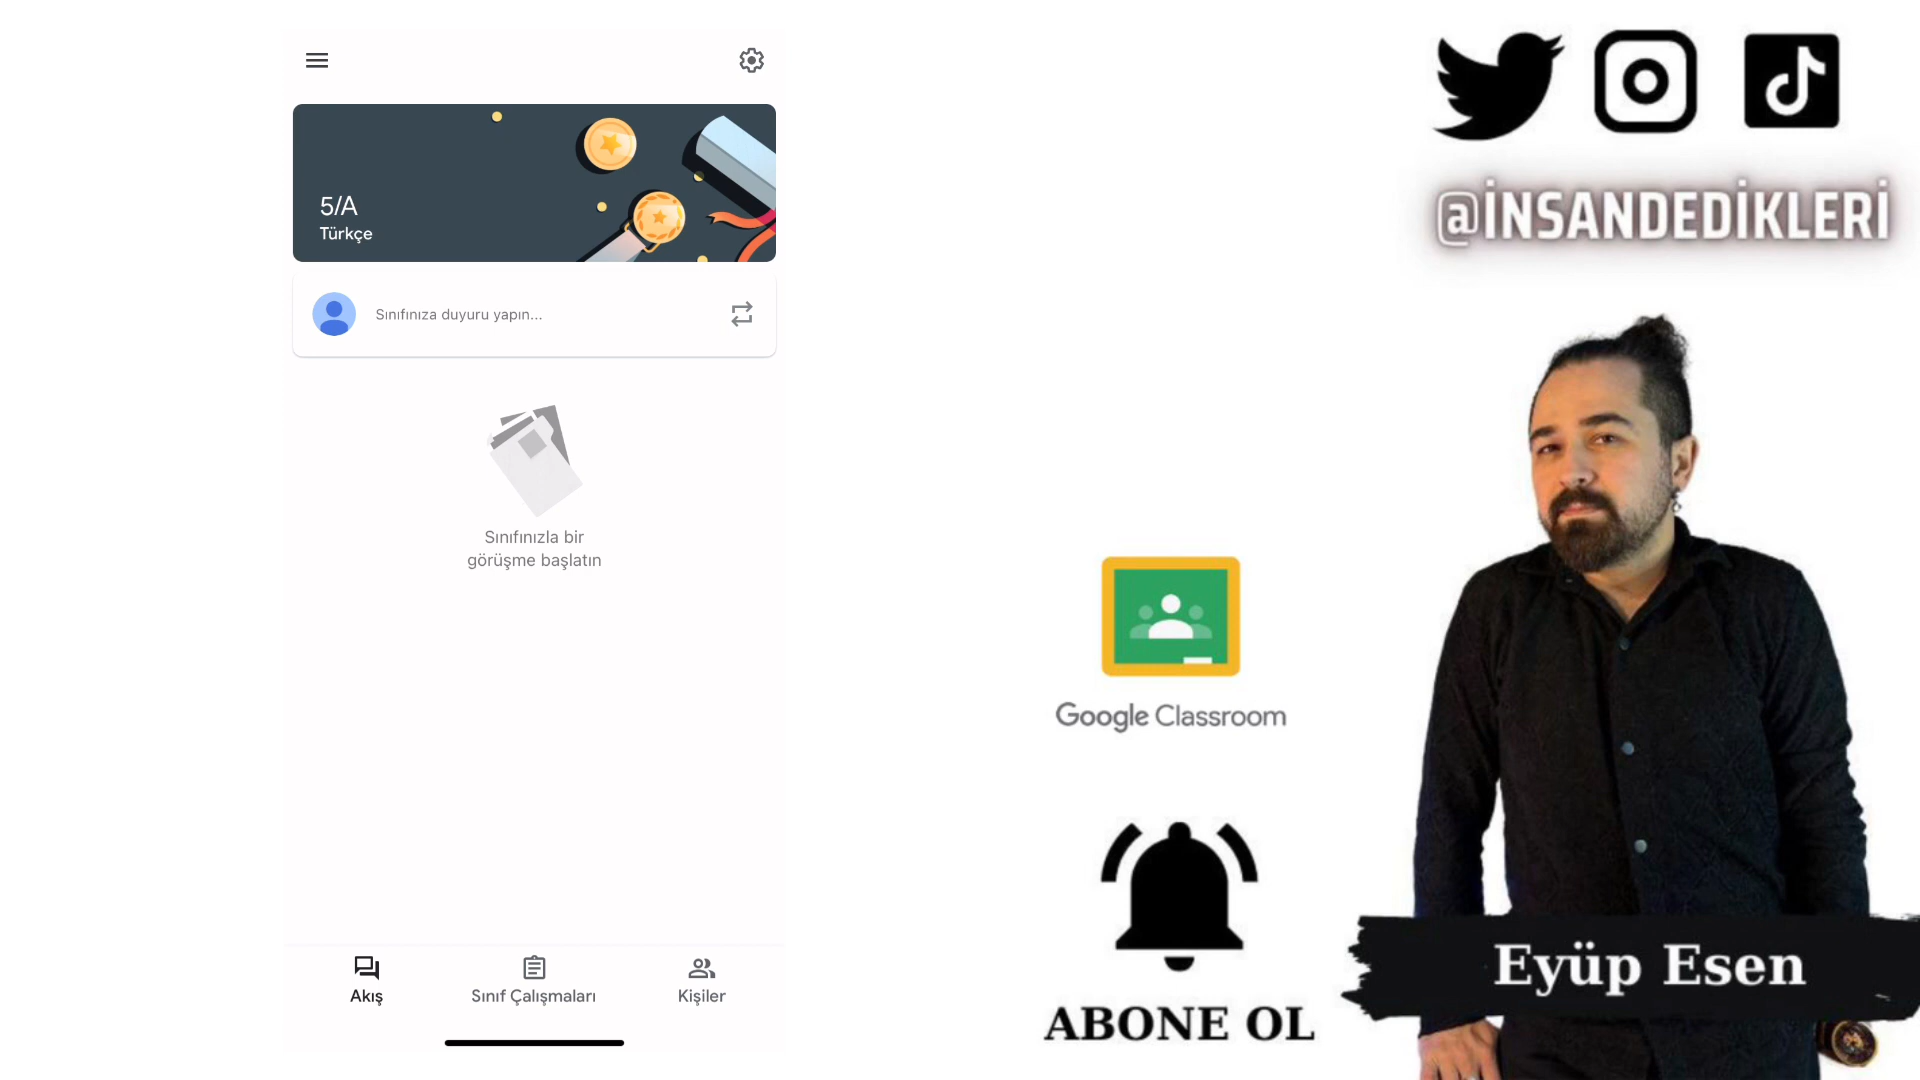 5/A
Türkçe
Sınıfınıza duyuru yapın...
Sınıfınızla bir
görüşme başlatın
Akış
Sınıf Çalışmaları
Kişiler
@İNSANDEDİKLERİ
Google Classroom
ABONE OL
Eyüp Esen